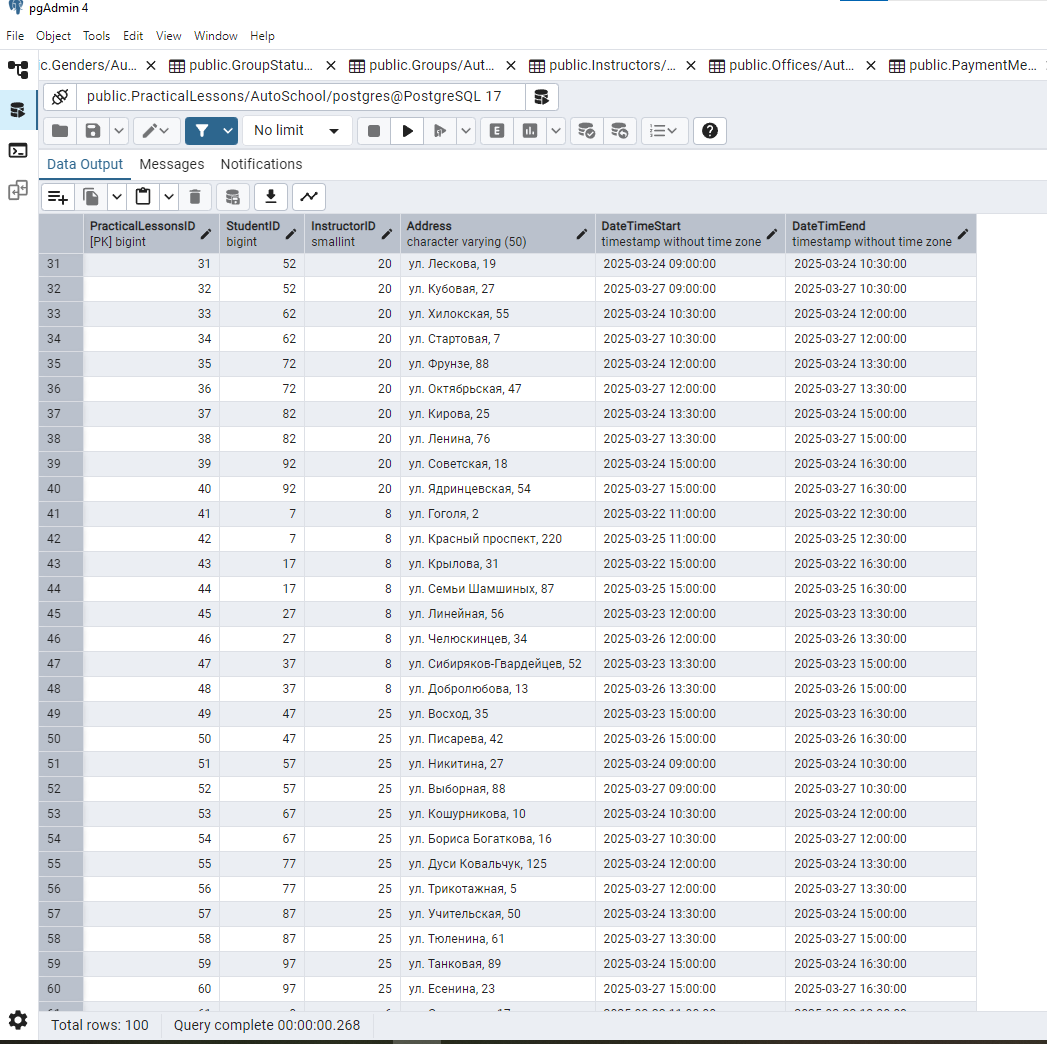 pgAdmin 4
File Object Tools Edit View Window Help
ic.Genders/Au... public.GroupStatu... public.Groups/Aut... public.Instructors/... public.Offices/Aut... public.PaymentMe...
public.PracticalLessons/AutoSchool/postgres@PostgreSQL 17
No limit E
Data Output Messages Notifications
PracticalLessonsID StudentID InstructorID Address DateTimeStart DateTimEend
[PK] bigint bigint smallint character varying (50) timestamp without time zone timestamp without time zone
31 31 52 20 ул. Лескова, 19 2025-03-24 09:00:00 2025-03-24 10:30:00
32 32 52 20 ул. Кубовая, 27 2025-03-27 09:00:00 2025-03-27 10:30:00
33 33 62 20 ул. Хилокская, 55 2025-03-24 10:30:00 2025-03-24 12:00:00
34 34 62 20 ул. Стартовая, 7 2025-03-27 10:30:00 2025-03-27 12:00:00
35 35 72 20 ул. Фрунзе, 88 2025-03-24 12:00:00 2025-03-24 13:30:00
36 36 72 20 ул. Октябрьская, 47 2025-03-27 12:00:00 2025-03-27 13:30:00
37 37 82 20 ул. Кирова, 25 2025-03-24 13:30:00 2025-03-24 15:00:00
38 38 82 20 ул. Ленина, 76 2025-03-27 13:30:00 2025-03-27 15:00:00
39 39 92 20 ул. Советская, 18 2025-03-24 15:00:00 2025-03-24 16:30:00
40 40 92 20 ул. Ядринцевская, 54 2025-03-27 15:00:00 2025-03-27 16:30:00
41 41 7 8 ул. Гоголя, 2 2025-03-22 11:00:00 2025-03-22 12:30:00
42 42 7 8 ул. Красный проспект, 220 2025-03-25 11:00:00 2025-03-25 12:30:00
43 43 17 8 ул. Крылова, 31 2025-03-22 15:00:00 2025-03-22 16:30:00
44 44 17 8 ул. Семьи Шамшиных, 87 2025-03-25 15:00:00 2025-03-25 16:30:00
45 45 27 8 ул. Линейная, 56 2025-03-23 12:00:00 2025-03-23 13:30:00
46 46 27 8 ул. Челюскинцев, 34 2025-03-26 12:00:00 2025-03-26 13:30:00
47 47 37 8 ул. Сибиряков-Гвардейцев, 52 2025-03-23 13:30:00 2025-03-23 15:00:00
48 48 37 8 ул. Добролюбова, 13 2025-03-26 13:30:00 2025-03-26 15:00:00
49 49 47 25 ул. Восход, 35 2025-03-23 15:00:00 2025-03-23 16:30:00
50 50 47 25 ул. Писарева, 42 2025-03-26 15:00:00 2025-03-26 16:30:00
51 51 57 25 ул. Никитина, 27 2025-03-24 09:00:00 2025-03-24 10:30:00
52 52 57 25 ул. Выборная, 88 2025-03-27 09:00:00 2025-03-27 10:30:00
53 53 67 25 ул. Кошурникова, 10 2025-03-24 10:30:00 2025-03-24 12:00:00
54 54 67 25 ул. Бориса Богаткова, 16 2025-03-27 10:30:00 2025-03-27 12:00:00
55 55 77 25 ул. Дуси Ковальчук, 125 2025-03-24 12:00:00 2025-03-24 13:30:00
56 56 77 25 ул. Трикотажная, 5 2025-03-27 12:00:00 2025-03-27 13:30:00
57 57 87 25 ул. Учительская, 50 2025-03-24 13:30:00 2025-03-24 15:00:00
58 58 87 25 ул. Тюленина, 61 2025-03-27 13:30:00 2025-03-27 15:00:00
59 59 97 25 ул. Танковая, 89 2025-03-24 15:00:00 2025-03-24 16:30:00
60 60 97 25 ул. Есенина, 23 2025-03-27 15:00:00 2025-03-27 16:30:00
Total rows: 100 Query complete 00:00:00.268